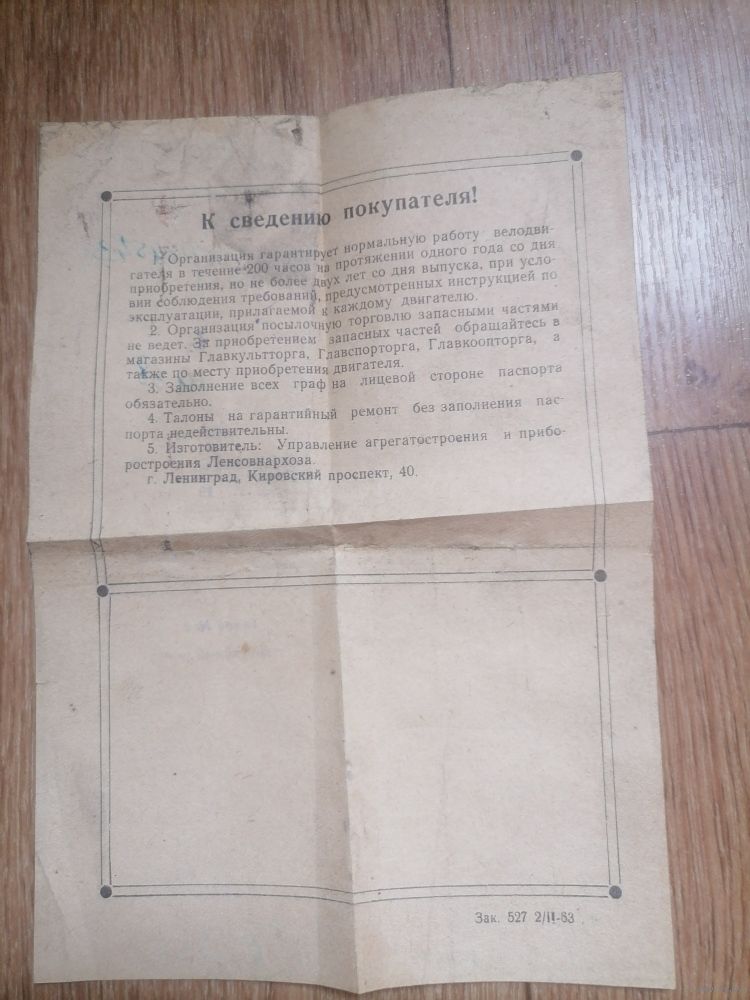 К сведению покупателя!
1. Организация гарантирует нормальную работу велодви-
гателя в течение 200 часов на протяжении одного года со дня
приобретения, но не более двух лет со дня выпуска, при усло-
вии соблюдения требований, предусмотренных инструкцией по
эксплуатации, прилагаемой к каждому двигателю.
2. Организация посылочную торговлю запасными частями
не ведет. За приобретением запасных частей обращайтесь в
магазины Главкультторга, Главспорторга, Главкоопторга, а
также по месту приобретения двигателя.
3. Заполнение всех граф на лицевой стороне паспорта
обязательно.
4. Талоны на гарантийный ремонт без заполнения пас-
порта недействительны.
5. Изготовитель: Управление агрегатостроения и прибо-
ростроения Ленсовнархоза.
г. Ленинград, Кировский проспект, 40.
Зак. 527 2/II-63